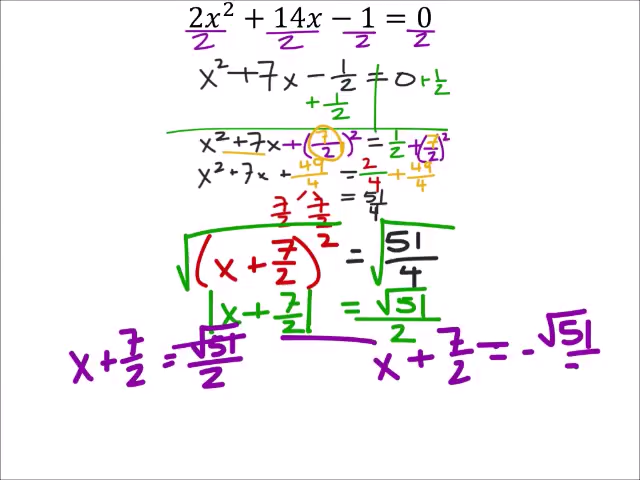 2x² + 14x − 1 = 0
2 2 2 2
x² + 7x − 1/2 = 0 + 1/2
+ 1/2
x² + 7x + (7/2)² = 1/2 + (7/2)²
x² + 7x + 49/4 = 2/4 + 49/4
7/2 7/2 = 51/4
√(x + 7/2)² = √51/4
|x + 7/2| = √51/2
x + 7/2 = √51/2 x + 7/2 = - √51